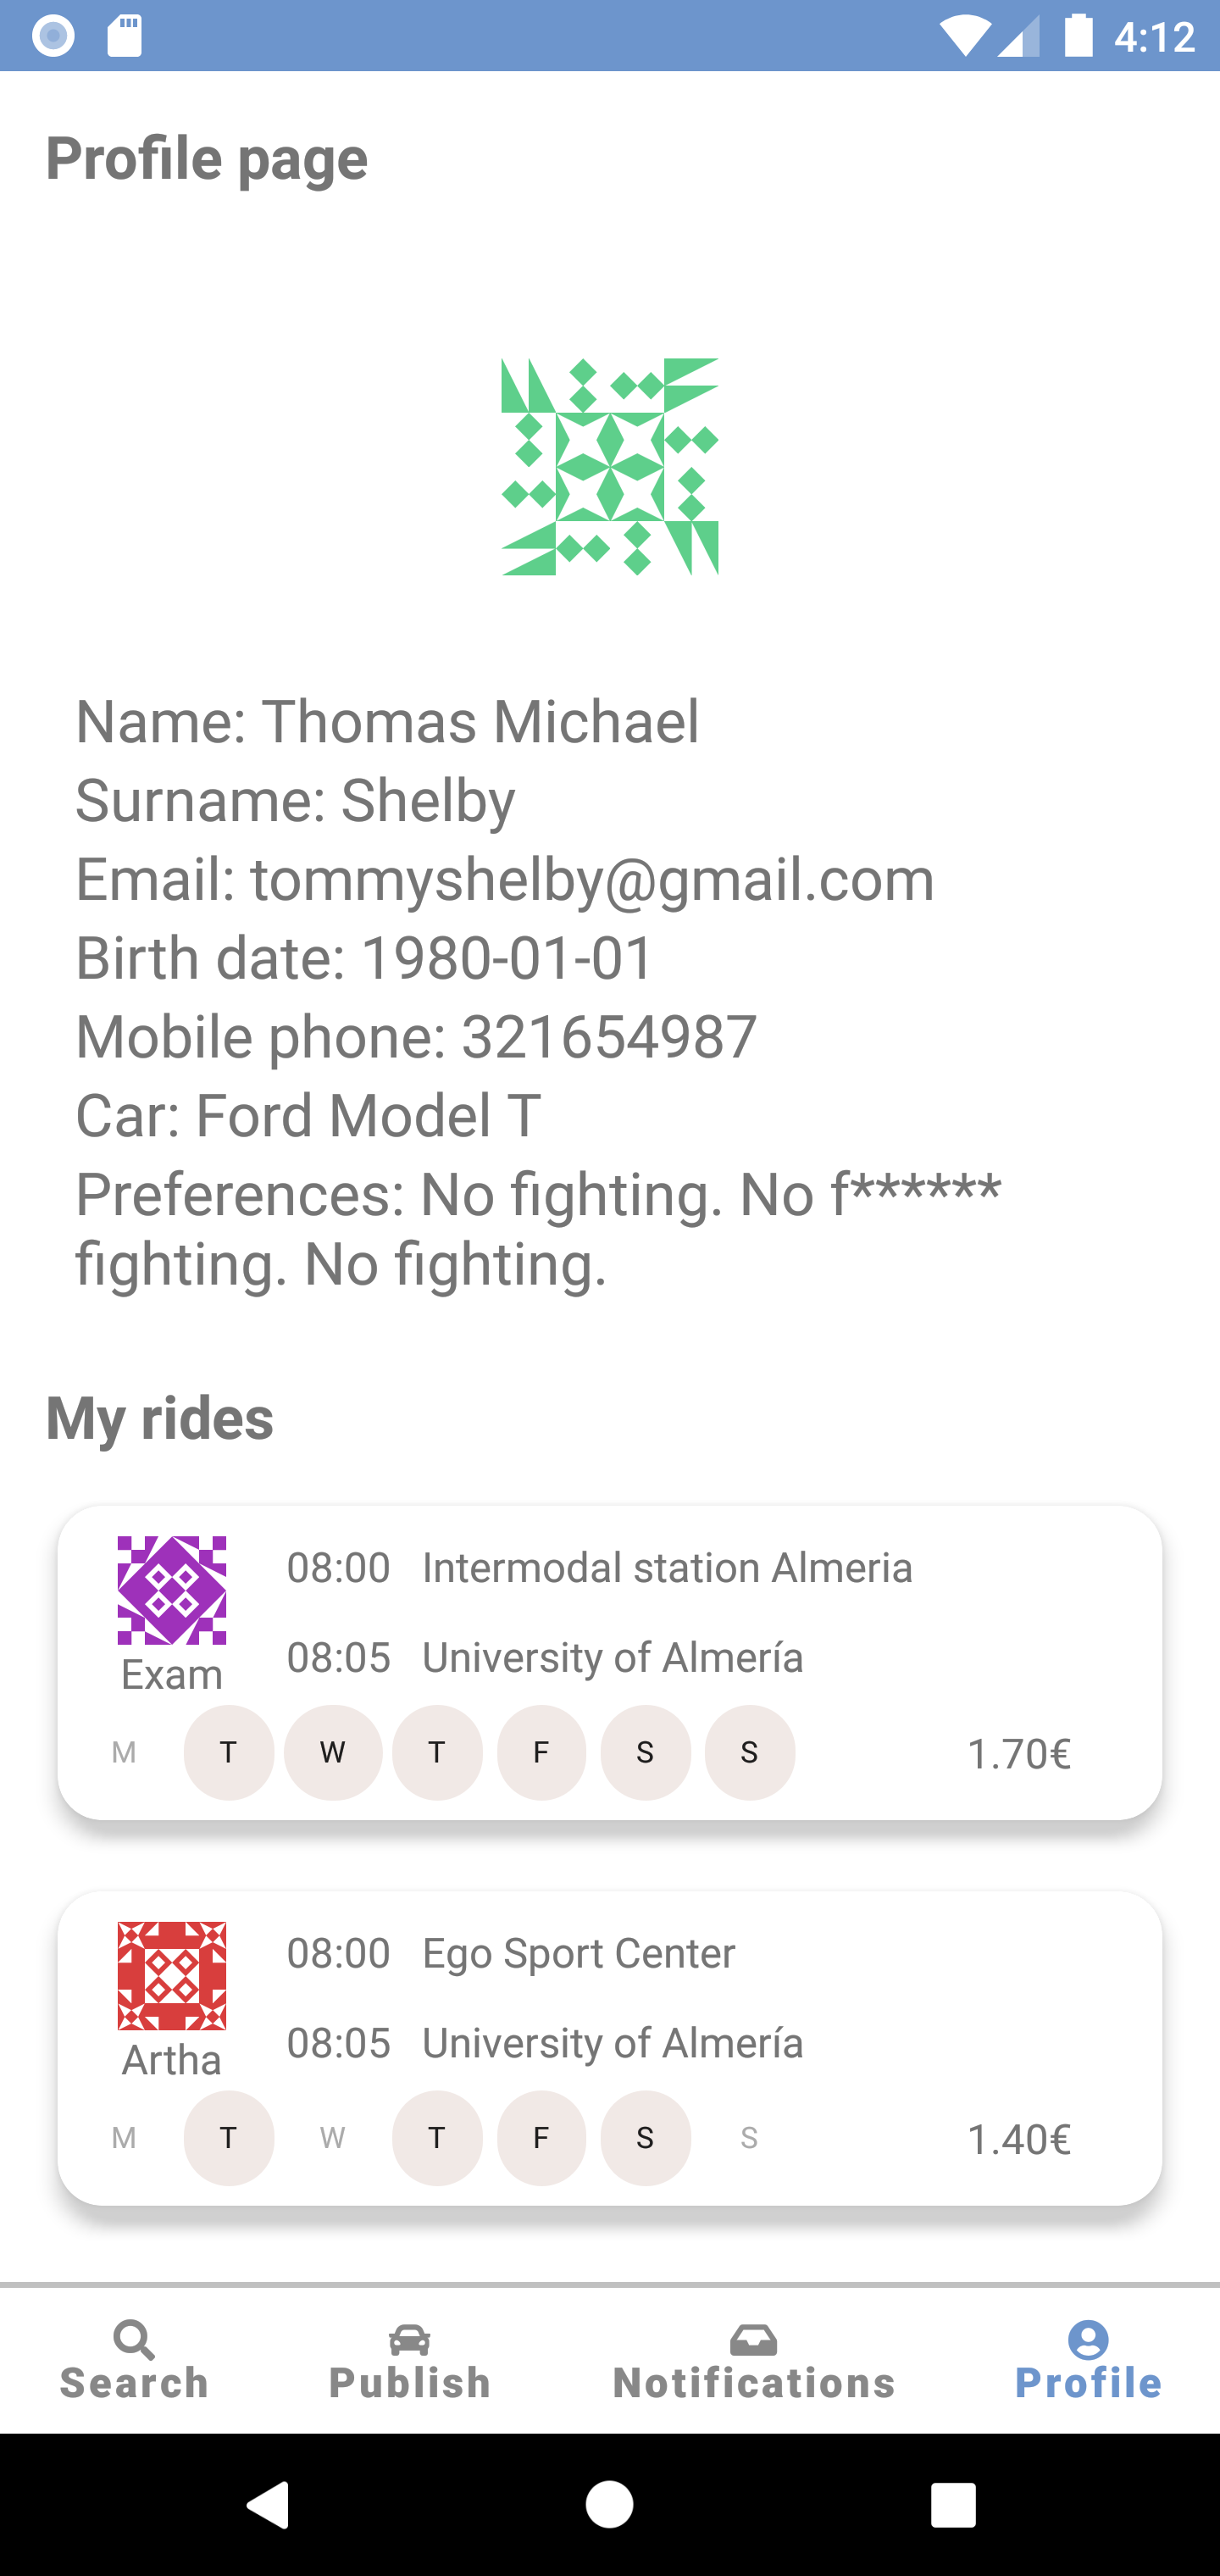 4:12
Profile page
Name: Thomas Michael
Surname: Shelby
Email: tommyshelby@gmail.com
Birth date: 1980-01-01
Mobile phone: 321654987
Car: Ford Model T
Preferences: No fighting. No f******
fighting. No fighting.
My rides
08:00 Intermodal station Almeria
08:05 University of Almería
Exam
M T W T F S S 1.70€
08:00 Ego Sport Center
08:05 University of Almería
Artha
M T W T F S S 1.40€
Search Publish Notifications Profile